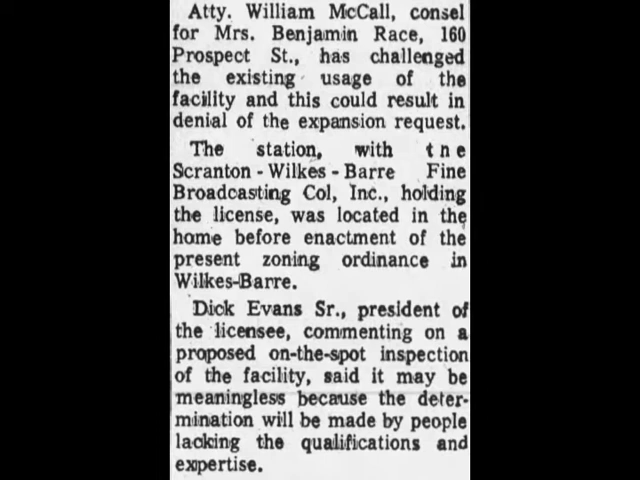 Atty. William McCall, consel
for Mrs. Benjamin Race, 160
Prospect St., has challenged
the existing usage of the
facility and this could result in
denial of the expansion request.
The station, with tne
Scranton - Wilkes - Barre Fine
Broadcasting Col, Inc., holding
the license, was located in the
home before enactment of the
present zoning ordinance in
Wilkes-Barre.
Dick Evans Sr., president of
the licensee, commenting on a
proposed on-the-spot inspection
of the facility, said it may be
meaningless because the deter-
mination will be made by people
lacking the qualifications and
expertise.